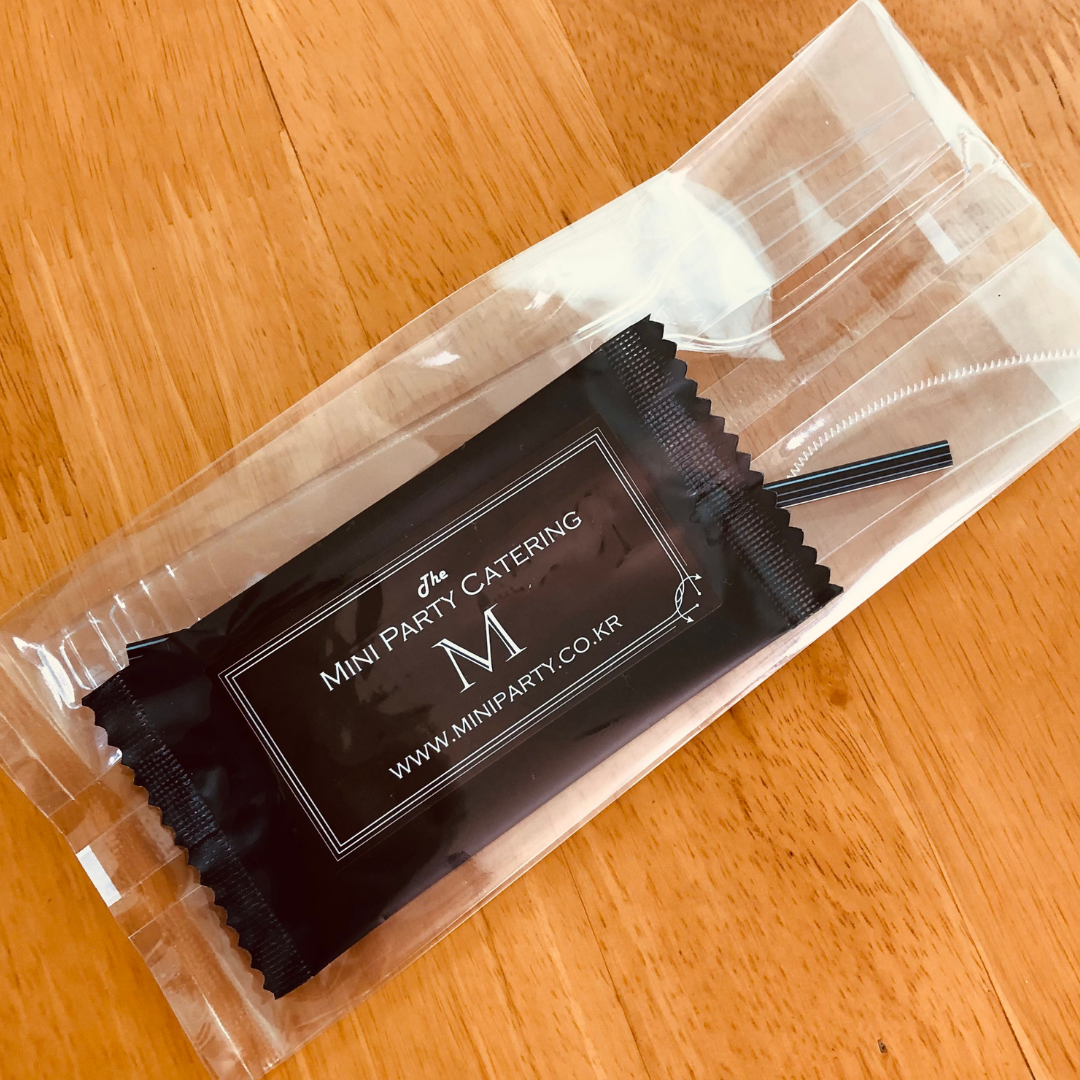 The
MINI PARTY CATERING
M
WWW.MINIPARTY.CO.KR